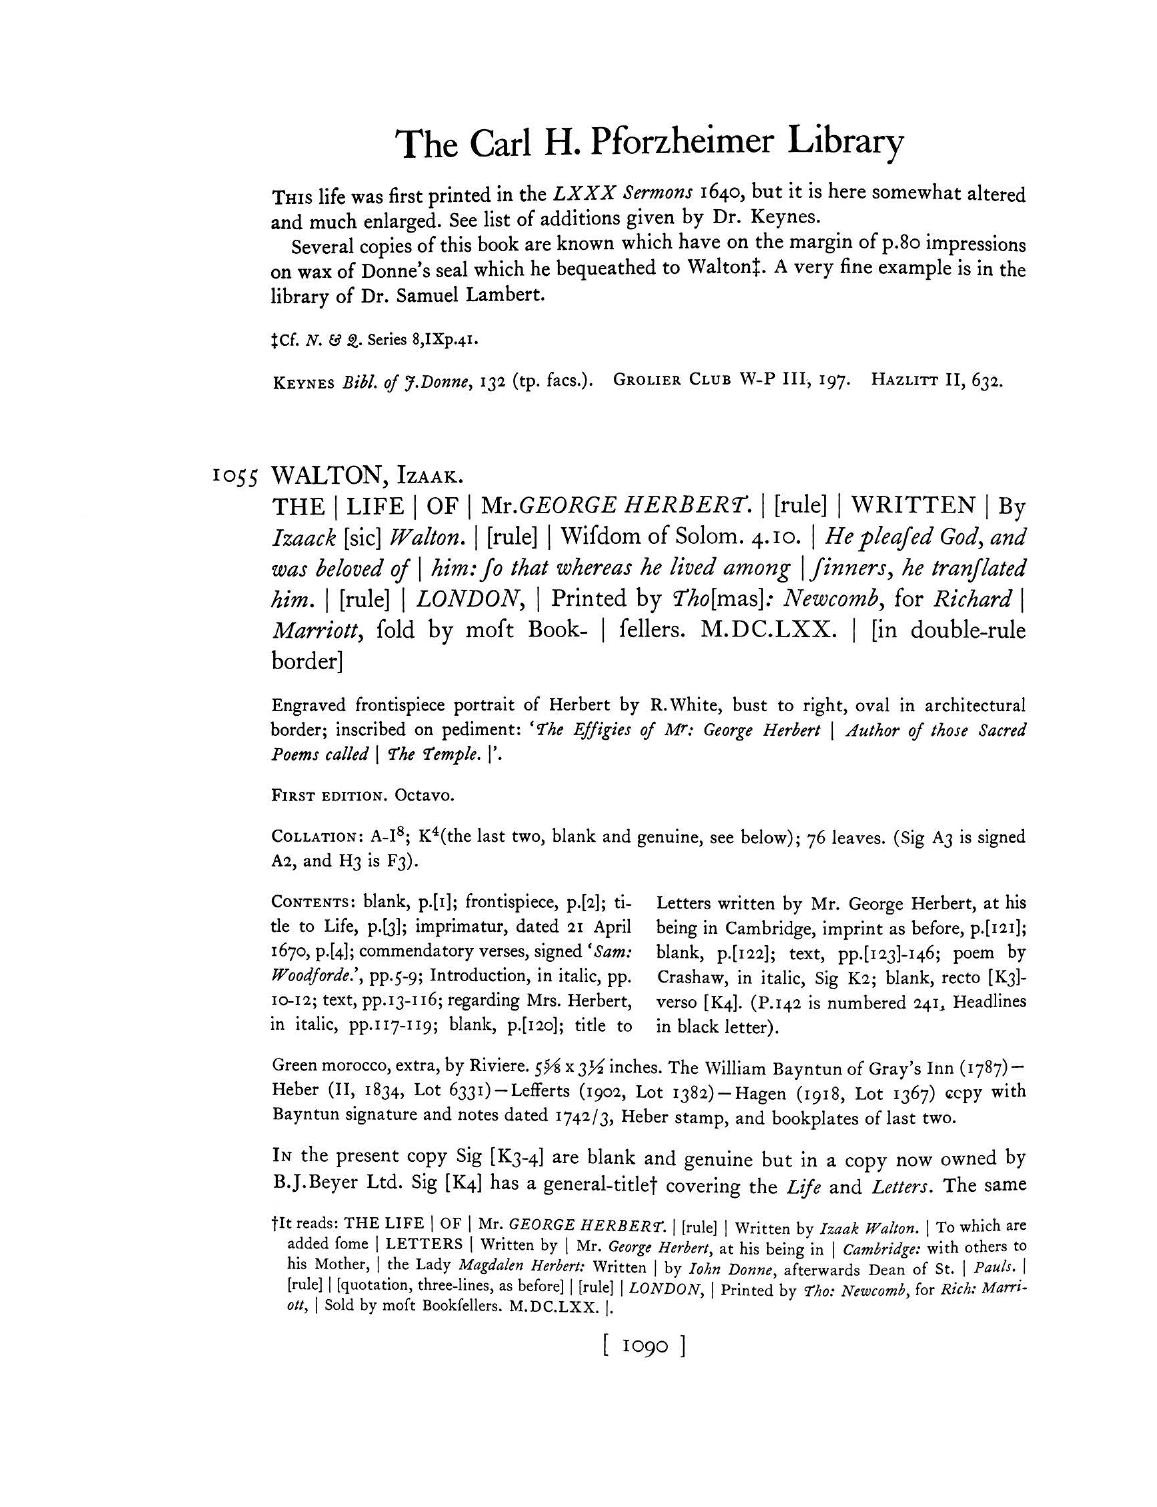 The Carl H. Pforzheimer Library
THIS life was first printed in the LXXX Sermons 1640, but it is here somewhat altered
and much enlarged. See list of additions given by Dr. Keynes.
Several copies of this book are known which have on the margin of p.80 impressions
on wax of Donne's seal which he bequeathed to Walton‡. A very fine example is in the
library of Dr. Samuel Lambert.
‡Cf. N. & Q. Series 8,IXp.41.
KEYNES Bibl. of J.Donne, 132 (tp. facs.). GROLIER CLUB W-P III, 197. HAZLITT II, 632.
1055 WALTON, IZAAK.
THE | LIFE | OF | Mr.GEORGE HERBERT. | [rule] | WRITTEN | By
Izaack [sic] Walton. | [rule] | Wiſdom of Solom. 4.10. | He pleaſed God, and
was beloved of | him: ſo that whereas he lived among | ſinners, he tranſlated
him. | [rule] | LONDON, | Printed by Tho[mas]: Newcomb, for Richard |
Marriott, ſold by moſt Book- | ſellers. M.DC.LXX. | [in double-rule
border]
Engraved frontispiece portrait of Herbert by R.White, bust to right, oval in architectural
border; inscribed on pediment: ‘The Effigies of Mr: George Herbert | Author of those Sacred
Poems called | The Temple. |’.
FIRST EDITION. Octavo.
COLLATION: A-I⁸; K⁴(the last two, blank and genuine, see below); 76 leaves. (Sig A3 is signed
A2, and H3 is F3).
CONTENTS: blank, p.[1]; frontispiece, p.[2]; ti-
tle to Life, p.[3]; imprimatur, dated 21 April
1670, p.[4]; commendatory verses, signed ‘Sam:
Woodforde.’, pp.5-9; Introduction, in italic, pp.
10-12; text, pp.13-116; regarding Mrs. Herbert,
in italic, pp.117-119; blank, p.[120]; title to
Letters written by Mr. George Herbert, at his
being in Cambridge, imprint as before, p.[121];
blank, p.[122]; text, pp.[123]-146; poem by
Crashaw, in italic, Sig K2; blank, recto [K3]-
verso [K4]. (P.142 is numbered 241, Headlines
in black letter).
Green morocco, extra, by Riviere. 5⅝ x 3½ inches. The William Bayntun of Gray's Inn (1787)—
Heber (II, 1834, Lot 6331)—Lefferts (1902, Lot 1382)—Hagen (1918, Lot 1367) copy with
Bayntun signature and notes dated 1742/3, Heber stamp, and bookplates of last two.
IN the present copy Sig [K3-4] are blank and genuine but in a copy now owned by
B.J.Beyer Ltd. Sig [K4] has a general-title† covering the Life and Letters. The same
†It reads: THE LIFE | OF | Mr. GEORGE HERBERT. | [rule] | Written by Izaak Walton. | To which are
added ſome | LETTERS | Written by | Mr. George Herbert, at his being in | Cambridge: with others to
his Mother, | the Lady Magdalen Herbert: Written | by Iohn Donne, afterwards Dean of St. | Pauls. |
[rule] | [quotation, three-lines, as before] | [rule] | LONDON, | Printed by Tho: Newcomb, for Rich: Marri-
ott, | Sold by moſt Bookſellers. M.DC.LXX. |.
[ 1090 ]